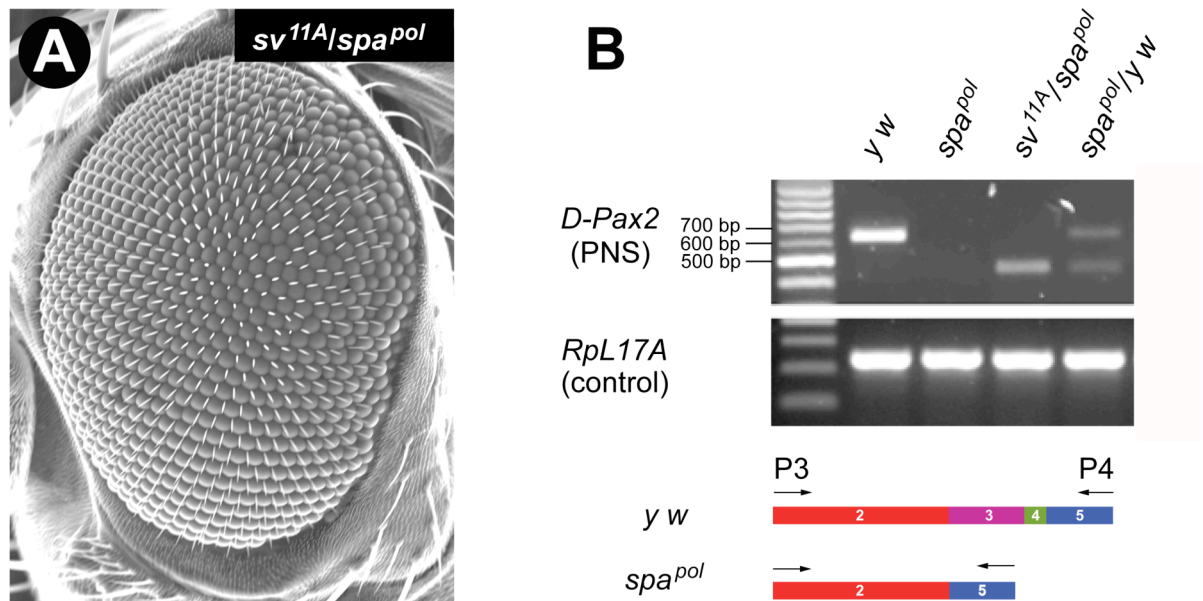 A
sv11A/spapol
B
y w
spapol
sv11A/spapol
spapol/y w
D-Pax2
(PNS)
700 bp
600 bp
500 bp
RpL17A
(control)
P3
P4
y w
2 3 4 5
spapol
2 5